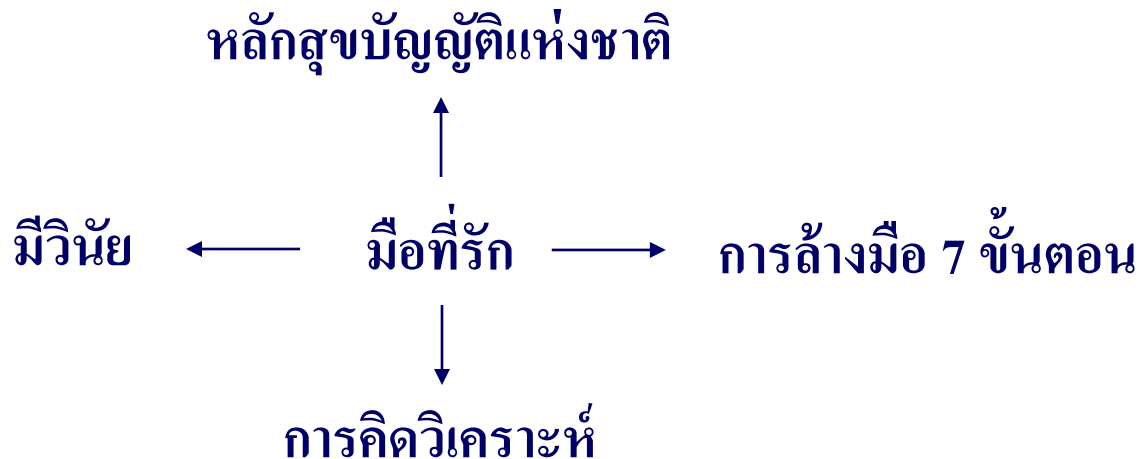 หลักสุขบัญญัติแห่งชาติ
มีวินัย
มือที่รัก
การล้างมือ 7 ขั้นตอน
การคิดวิเคราะห์